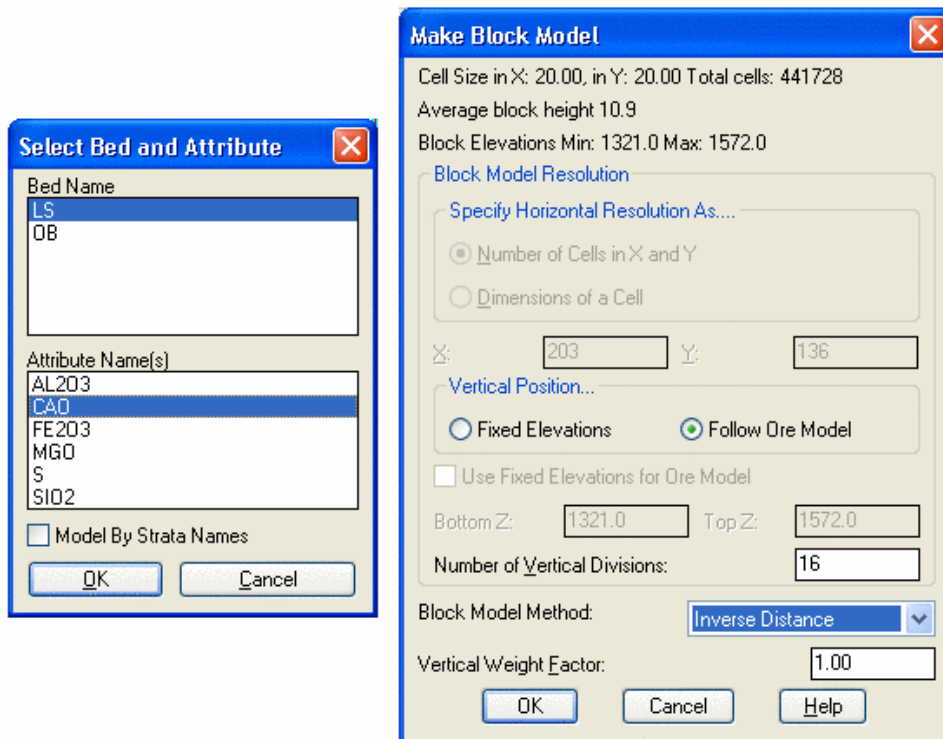 Select Bed and Attribute
Bed Name
LS
OB
Attribute Name(s)
AL2O3
CAO
FE2O3
MGO
S
SIO2
Model By Strata Names
OK Cancel
Make Block Model
Cell Size in X: 20.00, in Y: 20.00 Total cells: 441728
Average block height 10.9
Block Elevations Min: 1321.0 Max: 1572.0
Block Model Resolution
Specify Horizontal Resolution As....
Number of Cells in X and Y
Dimensions of a Cell
X: 203 Y: 136
Vertical Position...
Fixed Elevations Follow Ore Model
Use Fixed Elevations for Ore Model
Bottom Z: 1321.0 Top Z: 1572.0
Number of Vertical Divisions: 16
Block Model Method: Inverse Distance
Vertical Weight Factor: 1.00
OK Cancel Help